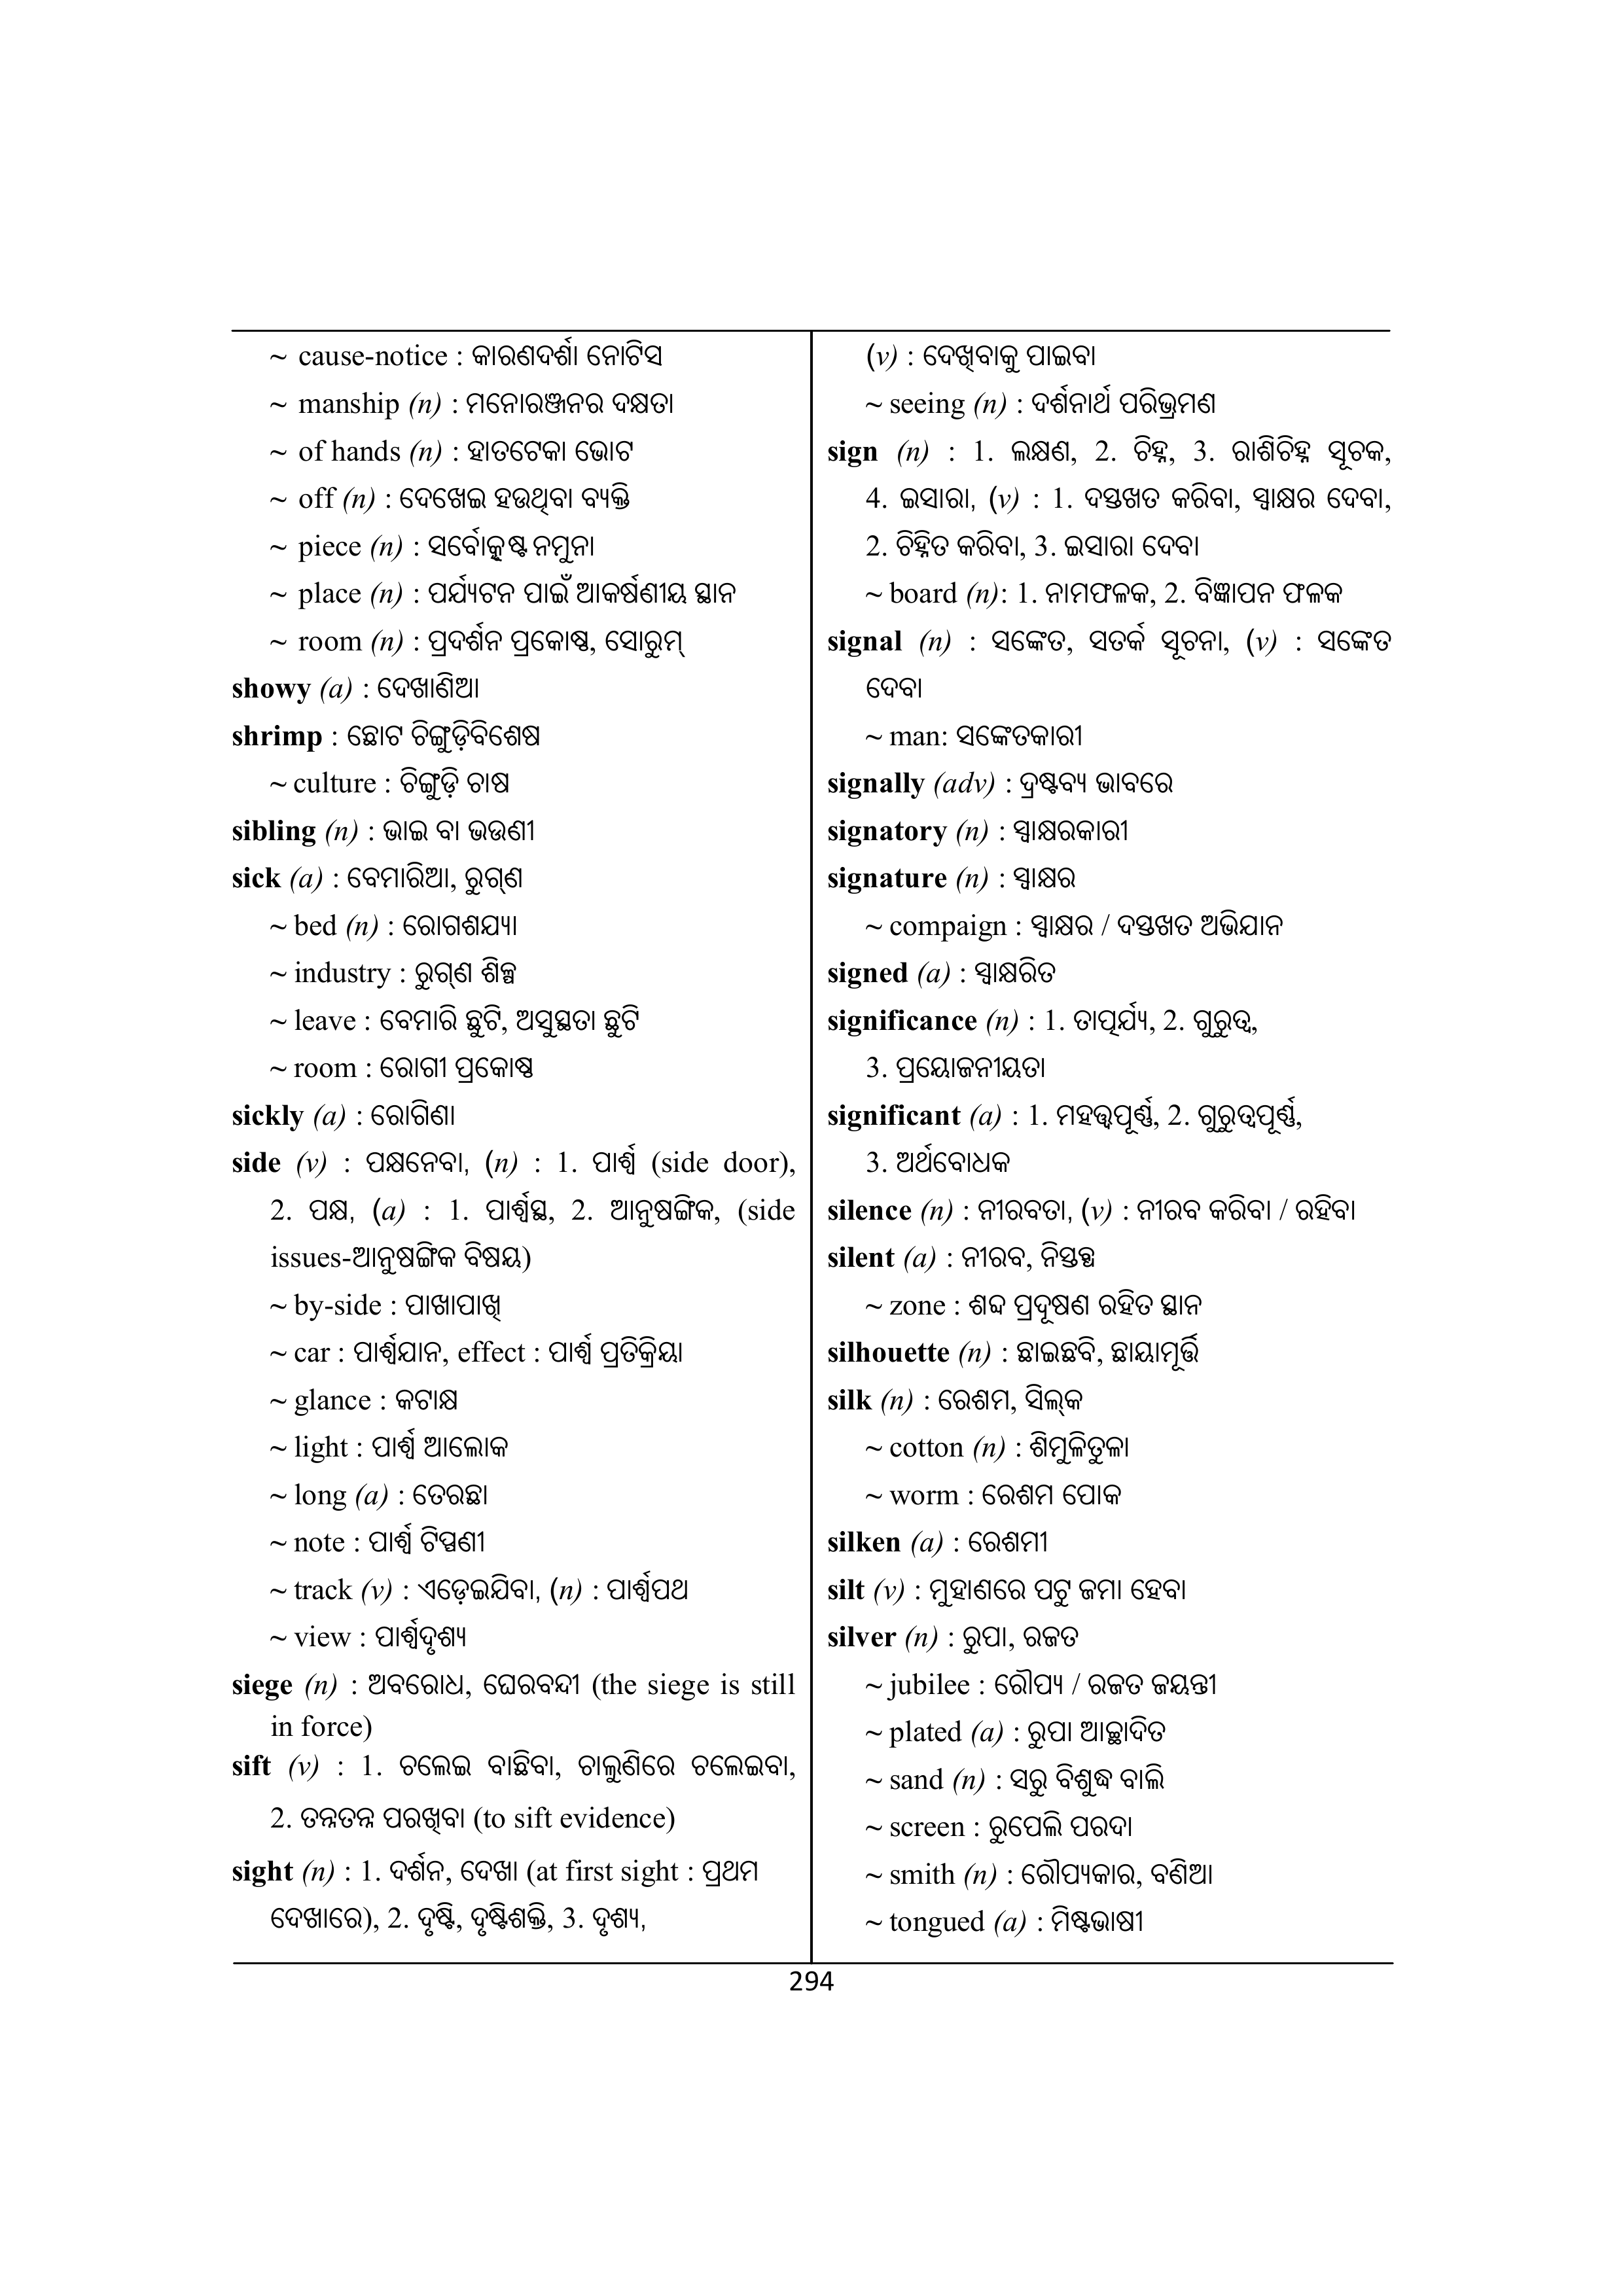 ~ cause-notice : କାରଣଦର୍ଶା ନୋଟିସ
~ manship (n) : ମନୋରଞ୍ଜନର ଦକ୍ଷତା
~ of hands (n) : ହାତଟେକା ଭୋଟ
~ off (n) : ଦେଖେଇ ହଉଥିବା ବ୍ୟକ୍ତି
~ piece (n) : ସର୍ବୋତ୍କୃଷ୍ଟ ନମୁନା
~ place (n) : ପର୍ଯ୍ୟଟନ ପାଇଁ ଆକର୍ଷଣୀୟ ସ୍ଥାନ
~ room (n) : ପ୍ରଦର୍ଶନ ପ୍ରକୋଷ୍ଠ, ସୋରୁମ୍
showy (a) : ଦେଖାଣିଆ
shrimp : ଛୋଟ ଚିଙ୍ଗୁଡ଼ିବିଶେଷ
~ culture : ଚିଙ୍ଗୁଡ଼ି ଚାଷ
sibling (n) : ଭାଇ ବା ଭଉଣୀ
sick (a) : ବେମାରିଆ, ରୁଗ୍‌ଣ
~ bed (n) : ରୋଗଶଯ୍ୟା
~ industry : ରୁଗ୍‌ଣ ଶିଳ୍ପ
~ leave : ବେମାରି ଛୁଟି, ଅସୁସ୍ଥତା ଛୁଟି
~ room : ରୋଗୀ ପ୍ରକୋଷ୍ଠ
sickly (a) : ରୋଗିଣା
side (v) : ପକ୍ଷନେବା, (n) : 1. ପାର୍ଶ୍ୱ (side door),
2. ପକ୍ଷ, (a) : 1. ପାର୍ଶ୍ୱସ୍ଥ, 2. ଆନୁଷଙ୍ଗିକ, (side
issues-ଆନୁଷଙ୍ଗିକ ବିଷୟ)
~ by-side : ପାଖାପାଖି
~ car : ପାର୍ଶ୍ୱଯାନ, effect : ପାର୍ଶ୍ୱ ପ୍ରତିକ୍ରିୟା
~ glance : କଟାକ୍ଷ
~ light : ପାର୍ଶ୍ୱ ଆଲୋକ
~ long (a) : ତେରଛା
~ note : ପାର୍ଶ୍ୱ ଟିପ୍ପଣୀ
~ track (v) : ଏଡ଼େଇଯିବା, (n) : ପାର୍ଶ୍ୱପଥ
~ view : ପାର୍ଶ୍ୱଦୃଶ୍ୟ
siege (n) : ଅବରୋଧ, ଘେରବନ୍ଦୀ (the siege is still
in force)
sift (v) : 1. ଚଲେଇ ବାଛିବା, ଚାଲୁଣିରେ ଚଲେଇବା,
2. ତନ୍ନତନ୍ନ ପରଖିବା (to sift evidence)
sight (n) : 1. ଦର୍ଶନ, ଦେଖା (at first sight : ପ୍ରଥମ
ଦେଖାରେ), 2. ଦୃଷ୍ଟି, ଦୃଷ୍ଟିଶକ୍ତି, 3. ଦୃଶ୍ୟ,
(v) : ଦେଖିବାକୁ ପାଇବା
~ seeing (n) : ଦର୍ଶନାର୍ଥ ପରିଭ୍ରମଣ
sign (n) : 1. ଲକ୍ଷଣ, 2. ଚିହ୍ନ, 3. ରାଶିଚିହ୍ନ ସୂଚକ,
4. ଇସାରା, (v) : 1. ଦସ୍ତଖତ କରିବା, ସ୍ୱାକ୍ଷର ଦେବା,
2. ଚିହ୍ନିତ କରିବା, 3. ଇସାରା ଦେବା
~ board (n): 1. ନାମଫଳକ, 2. ବିଜ୍ଞାପନ ଫଳକ
signal (n) : ସଙ୍କେତ, ସତର୍କ ସୂଚନା, (v) : ସଙ୍କେତ
ଦେବା
~ man: ସଙ୍କେତକାରୀ
signally (adv) : ଦ୍ରଷ୍ଟବ୍ୟ ଭାବରେ
signatory (n) : ସ୍ୱାକ୍ଷରକାରୀ
signature (n) : ସ୍ୱାକ୍ଷର
~ compaign : ସ୍ୱାକ୍ଷର / ଦସ୍ତଖତ ଅଭିଯାନ
signed (a) : ସ୍ୱାକ୍ଷରିତ
significance (n) : 1. ତାତ୍ପର୍ଯ୍ୟ, 2. ଗୁରୁତ୍ୱ,
3. ପ୍ରୟୋଜନୀୟତା
significant (a) : 1. ମହତ୍ତ୍ୱପୂର୍ଣ୍ଣ, 2. ଗୁରୁତ୍ୱପୂର୍ଣ୍ଣ,
3. ଅର୍ଥବୋଧକ
silence (n) : ନୀରବତା, (v) : ନୀରବ କରିବା / ରହିବା
silent (a) : ନୀରବ, ନିସ୍ତବ୍ଧ
~ zone : ଶବ୍ଦ ପ୍ରଦୂଷଣ ରହିତ ସ୍ଥାନ
silhouette (n) : ଛାଇଛବି, ଛାୟାମୂର୍ତ୍ତି
silk (n) : ରେଶମ, ସିଲ୍‌କ
~ cotton (n) : ଶିମୁଳିତୁଳା
~ worm : ରେଶମ ପୋକ
silken (a) : ରେଶମୀ
silt (v) : ମୁହାଣରେ ପଟୁ ଜମା ହେବା
silver (n) : ରୁପା, ରଜତ
~ jubilee : ରୌପ୍ୟ / ରଜତ ଜୟନ୍ତୀ
~ plated (a) : ରୁପା ଆଚ୍ଛାଦିତ
~ sand (n) : ସରୁ ବିଶୁଦ୍ଧ ବାଲି
~ screen : ରୁପେଲି ପରଦା
~ smith (n) : ରୌପ୍ୟକାର, ବଣିଆ
~ tongued (a) : ମିଷ୍ଟଭାଷୀ
294